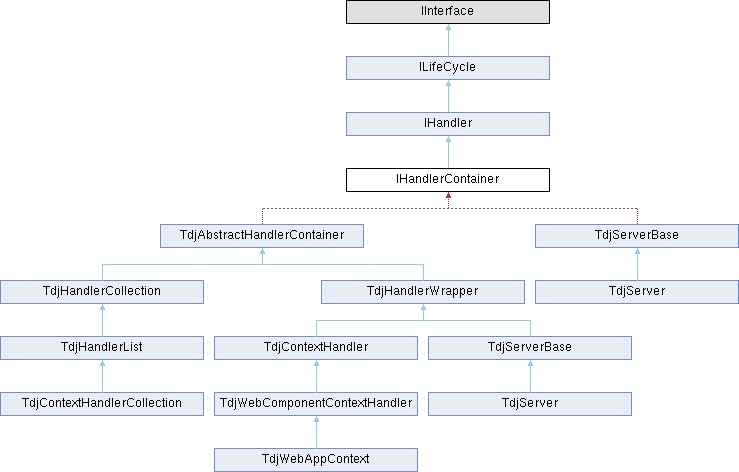 IInterface
ILifeCycle
IHandler
IHandlerContainer
TdjAbstractHandlerContainer
TdjServerBase
TdjHandlerCollection
TdjHandlerWrapper
TdjServer
TdjHandlerList
TdjContextHandler
TdjServerBase
TdjContextHandlerCollection
TdjWebComponentContextHandler
TdjServer
TdjWebAppContext